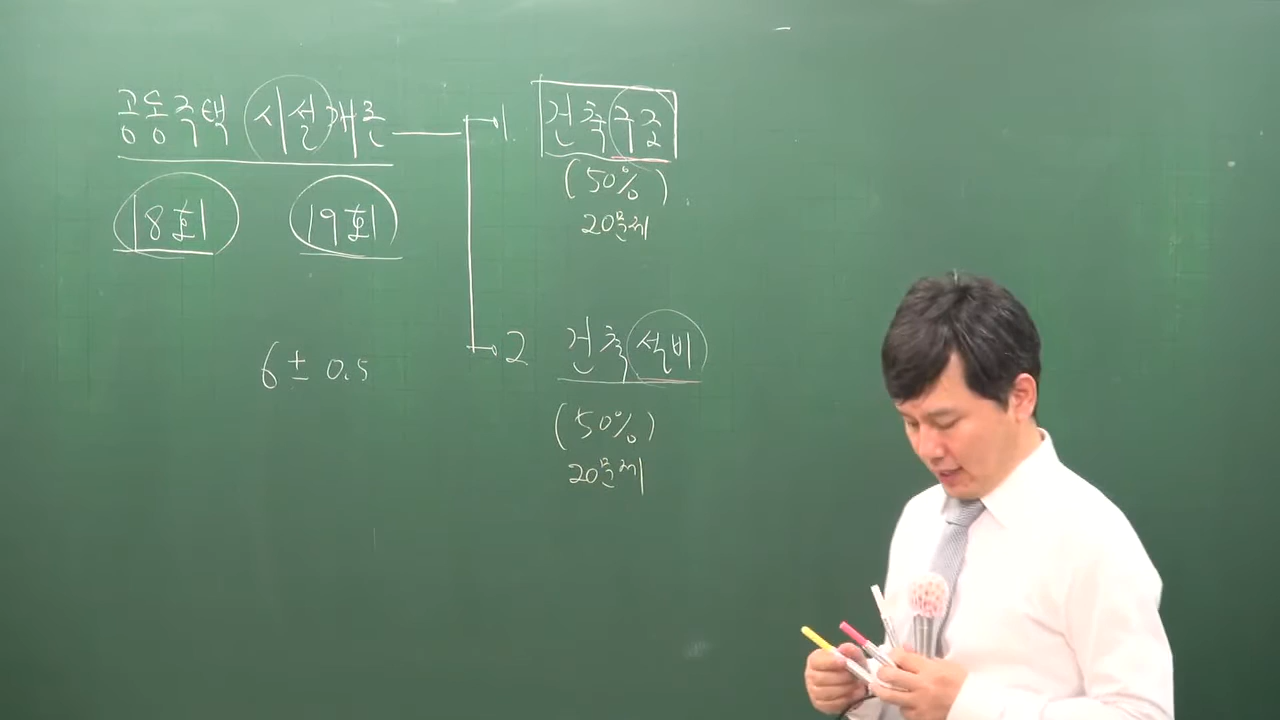 공동주택 시설개론
18회 19회
6 ± 0.5
1. 건축구조
(50%)
20문제
2 건축설비
(50%)
20문제